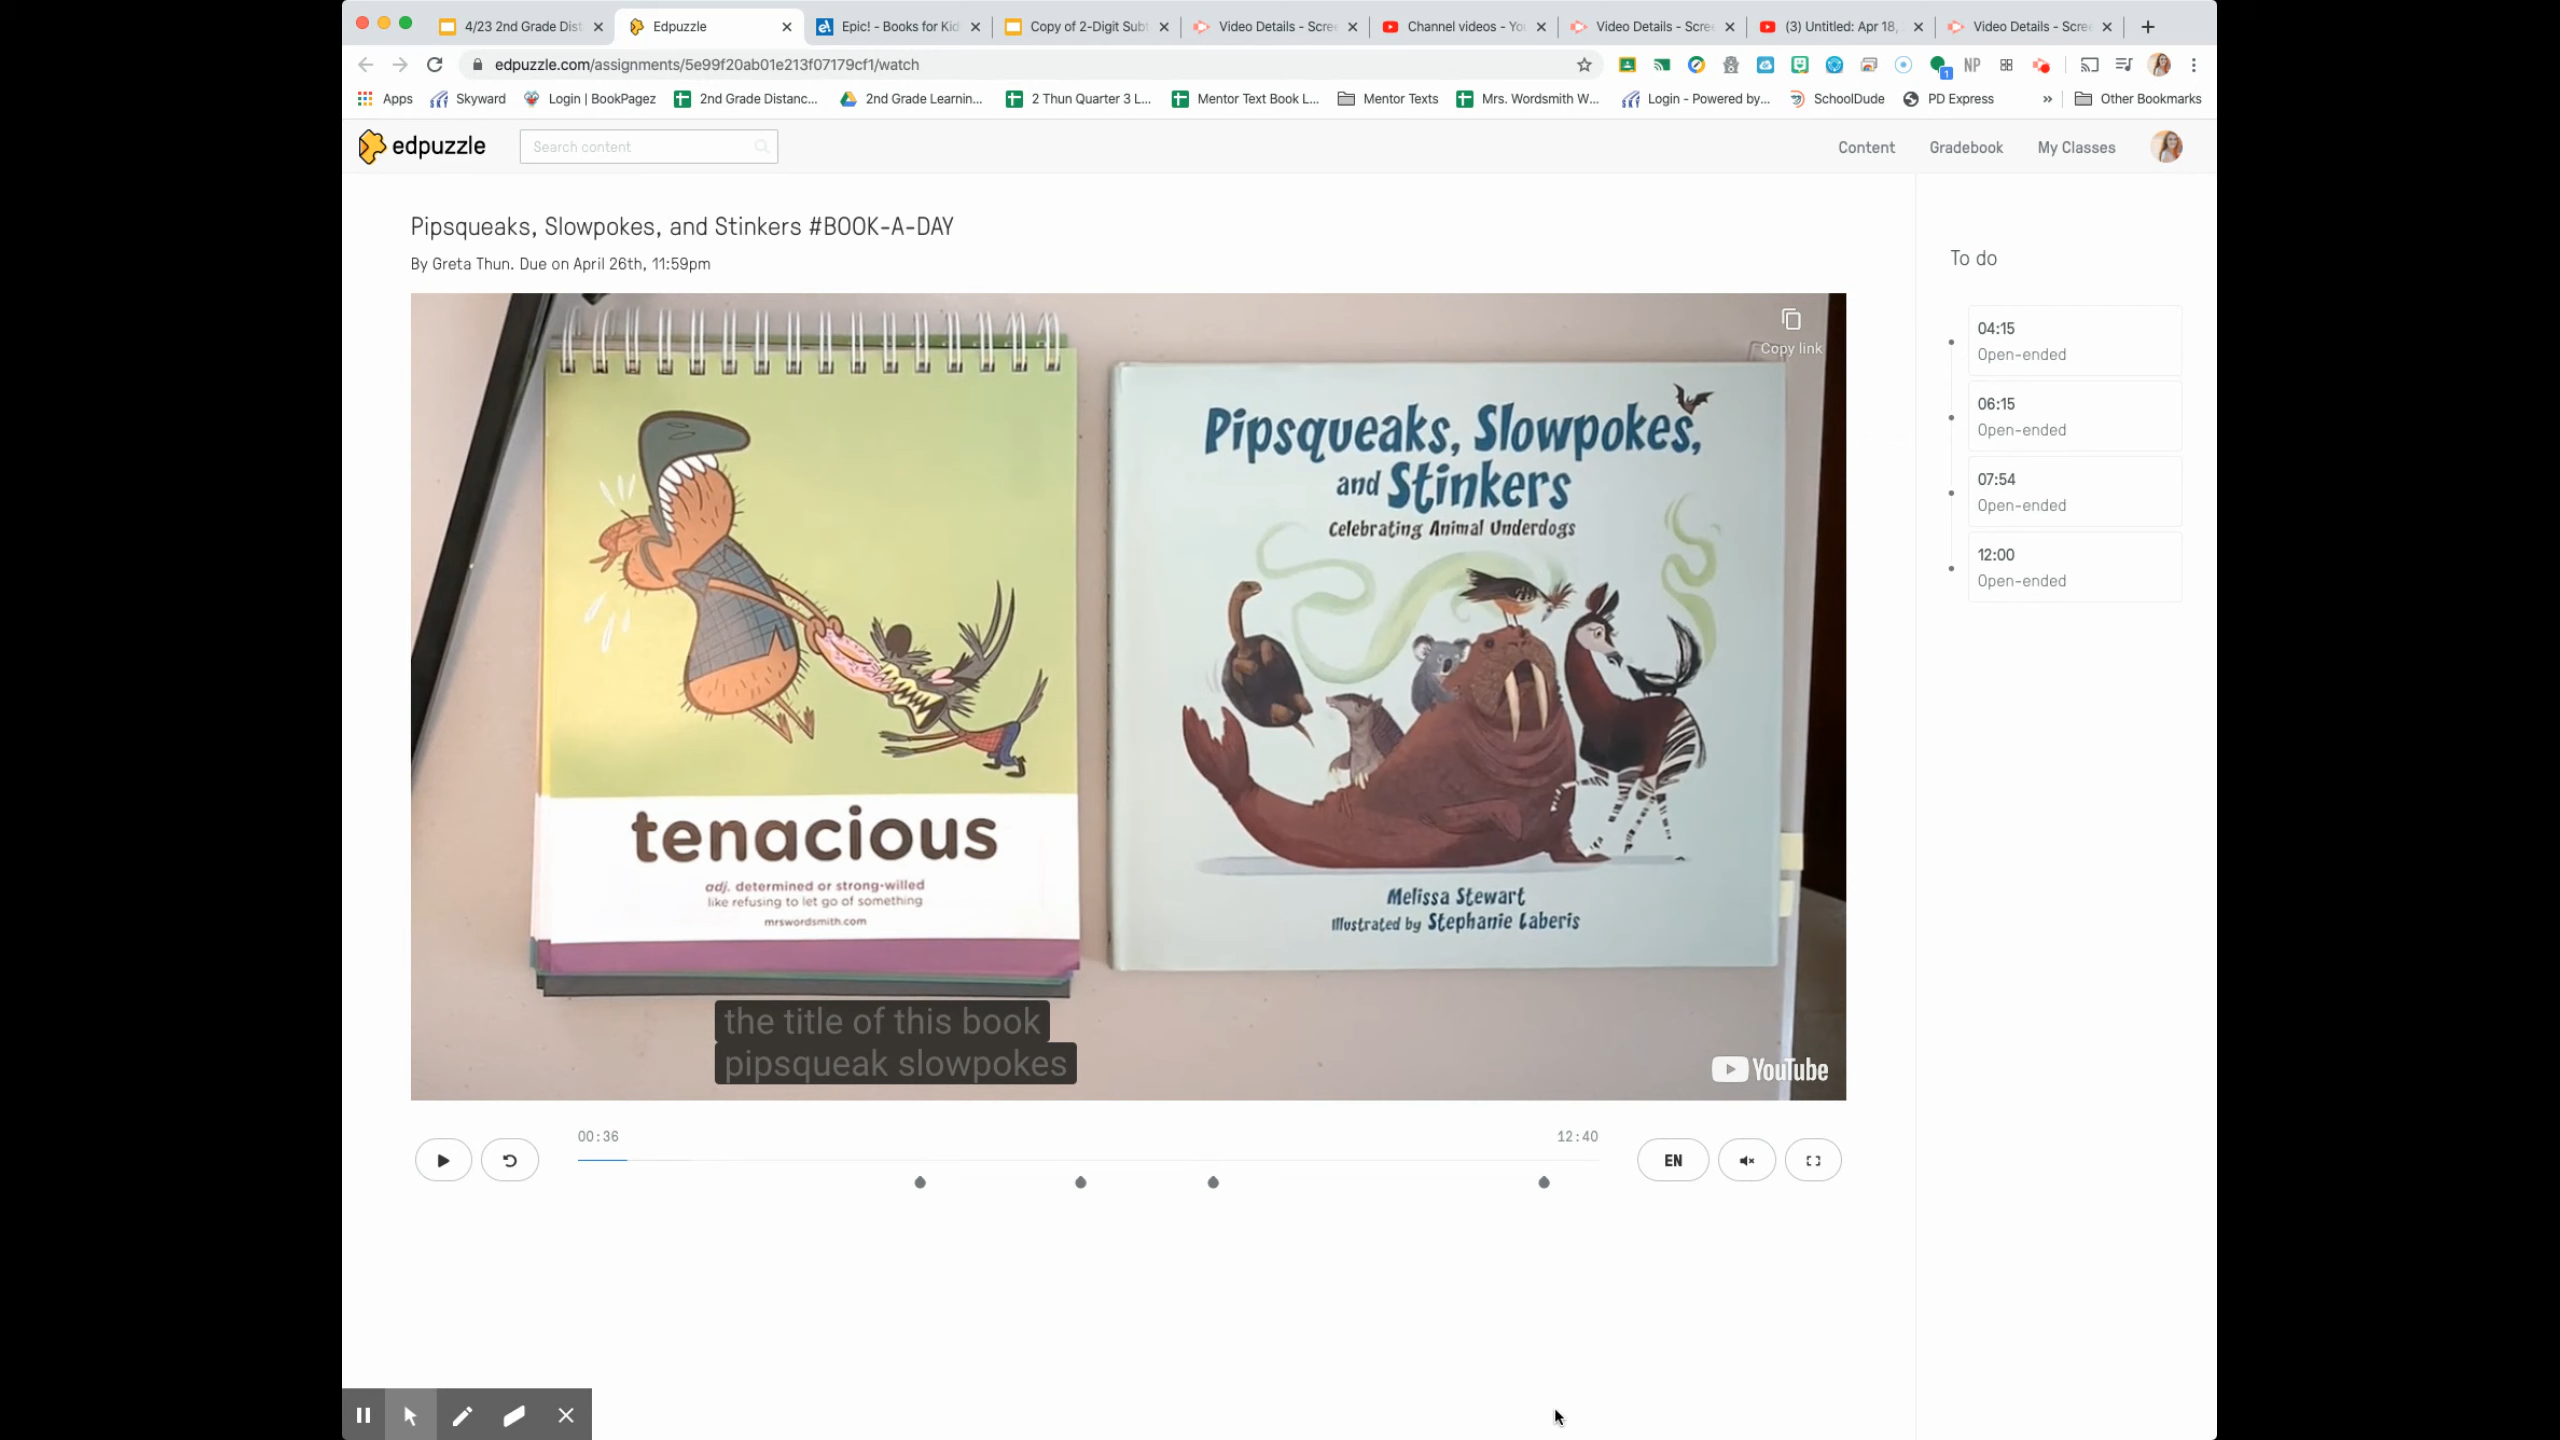 4/23 2nd Grade Dist
Edpuzzle
Epic! - Books for Kid
Copy of 2-Digit Subt
Video Details - Scree
Channel videos - You
Video Details - Scree
(3) Untitled: Apr 18,
Video Details - Scree
edpuzzle.com/assignments/5e99f20ab01e213f07179cf1/watch
1
NP
Apps
Skyward
Login | BookPagez
2nd Grade Distanc...
2nd Grade Learnin...
2 Thun Quarter 3 L...
Mentor Text Book L...
Mentor Texts
Mrs. Wordsmith W...
Login - Powered by...
SchoolDude
PD Express
»
Other Bookmarks
edpuzzle
Search content
Content
Gradebook
My Classes
Pipsqueaks, Slowpokes, and Stinkers #BOOK-A-DAY
By Greta Thun. Due on April 26th, 11:59pm
Copy link
tenacious
adj. determined or strong-willed
like refusing to let go of something
mrswordsmith.com
Pipsqueaks, Slowpokes,
and Stinkers
Celebrating Animal Underdogs
Melissa Stewart
Illustrated by Stephanie Laberis
the title of this book
pipsqueak slowpokes
YouTube
00:36
12:40
EN
To do
04:15
Open-ended
06:15
Open-ended
07:54
Open-ended
12:00
Open-ended